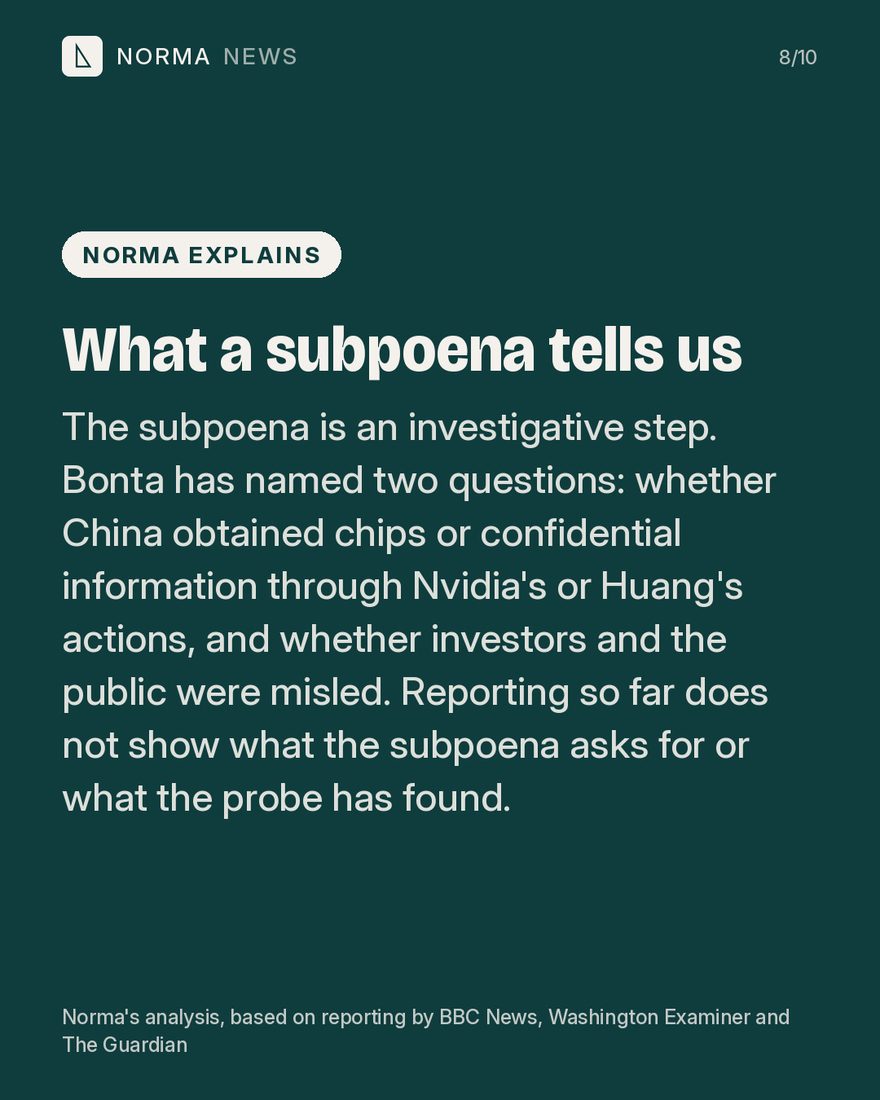 NORMA NEWS
8/10
NORMA EXPLAINS
What a subpoena tells us
The subpoena is an investigative step.
Bonta has named two questions: whether
China obtained chips or confidential
information through Nvidia's or Huang's
actions, and whether investors and the
public were misled. Reporting so far does
not show what the subpoena asks for or
what the probe has found.
Norma's analysis, based on reporting by BBC News, Washington Examiner and
The Guardian